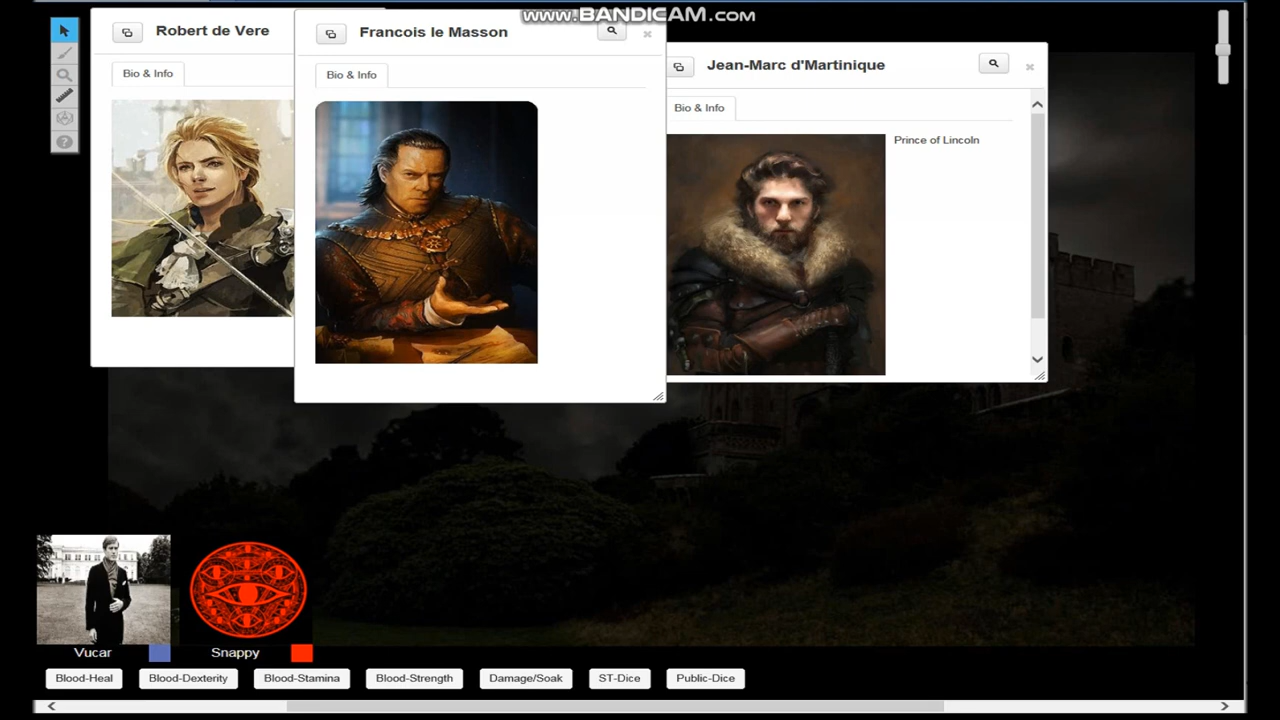 www.BANDICAM.com
Robert de Vere
Bio & Info
Francois le Masson
Bio & Info
Jean-Marc d'Martinique
Bio & Info
Prince of Lincoln
Vucar
Snappy
Blood-Heal
Blood-Dexterity
Blood-Stamina
Blood-Strength
Damage/Soak
ST-Dice
Public-Dice